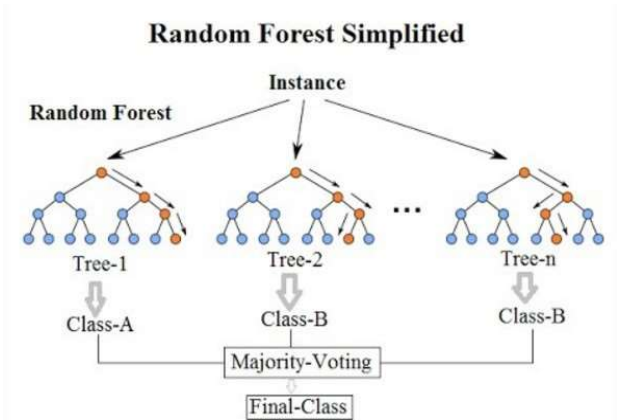 Random Forest Simplified
Instance
Random Forest
...
Tree-1
Tree-2
Tree-n
Class-A
Class-B
Class-B
Majority-Voting
Final-Class